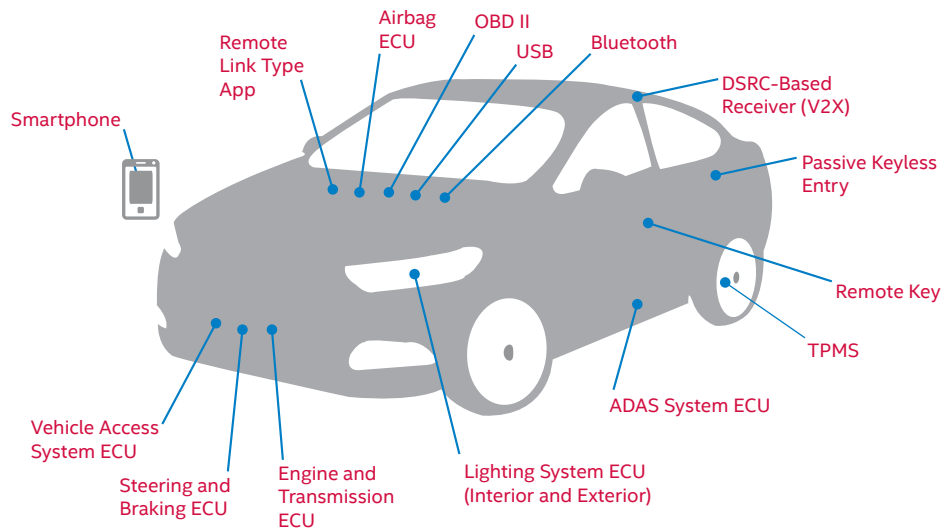 Smartphone
Remote
Link Type
App
Airbag
ECU
OBD II
USB
Bluetooth
DSRC-Based
Receiver (V2X)
Passive Keyless
Entry
Remote Key
TPMS
ADAS System ECU
Lighting System ECU
(Interior and Exterior)
Engine and
Transmission
ECU
Steering and
Braking ECU
Vehicle Access
System ECU